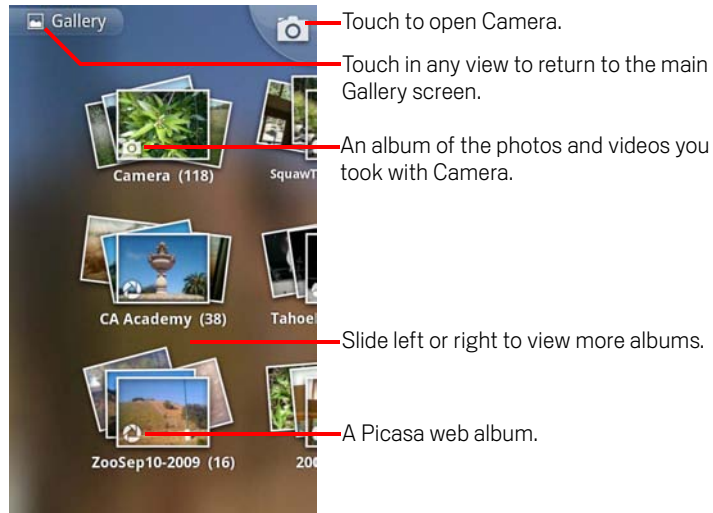 Gallery
Touch to open Camera.
Touch in any view to return to the main
Gallery screen.
An album of the photos and videos you
took with Camera.
Camera (118)
SquawT
CA Academy (38)
Tahoe
Slide left or right to view more albums.
A Picasa web album.
ZooSep10-2009 (16)
200